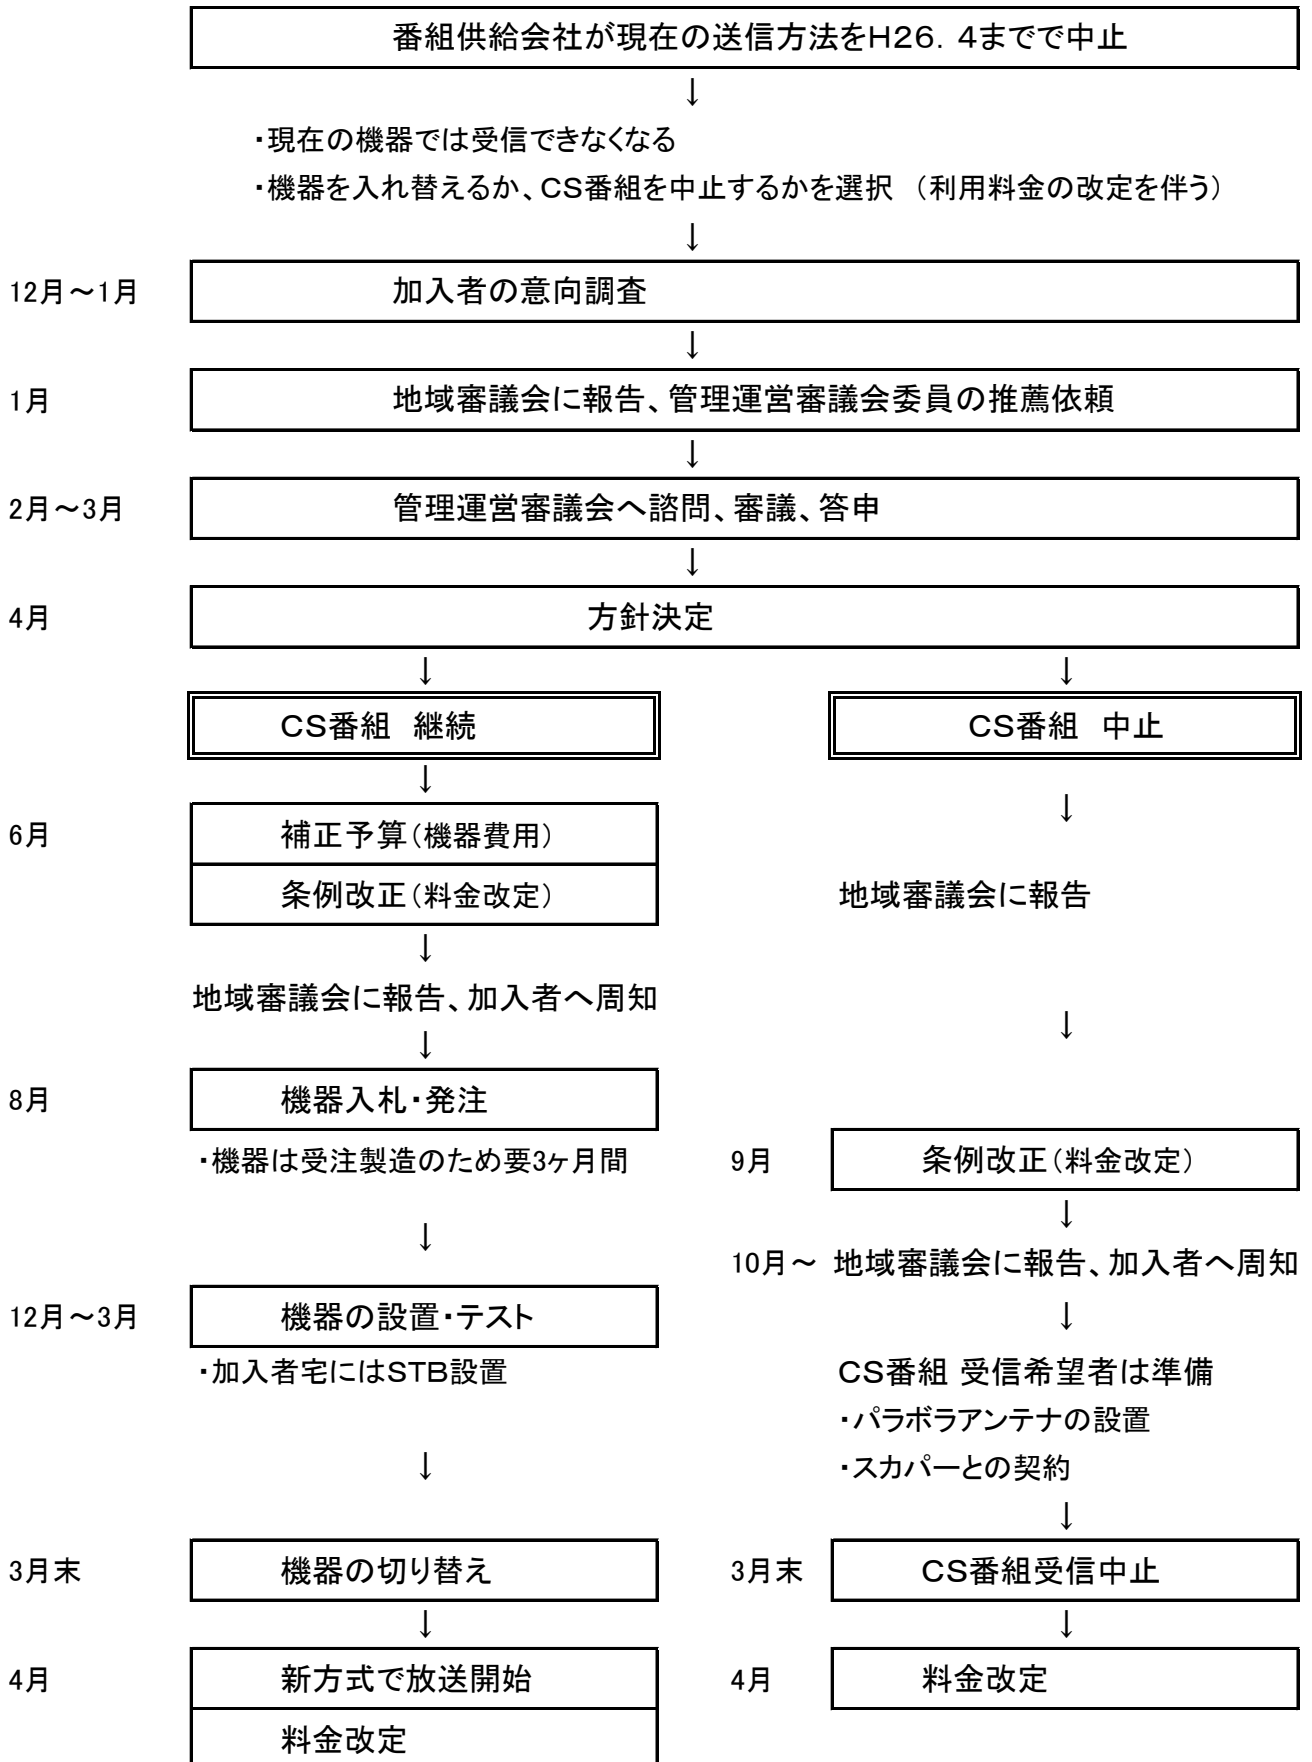 番組供給会社が現在の送信方法をH26．4までで中止
↓
・現在の機器では受信できなくなる
・機器を入れ替えるか、CS番組を中止するかを選択　（利用料金の改定を伴う）
↓
12月～1月　加入者の意向調査
↓
1月　地域審議会に報告、管理運営審議会委員の推薦依頼
↓
2月～3月　管理運営審議会へ諮問、審議、答申
↓
4月　方針決定
↓　↓
CS番組　継続
↓
6月　補正予算（機器費用）
条例改正（料金改定）
↓
地域審議会に報告、加入者へ周知
↓
8月　機器入札・発注
・機器は受注製造のため要3ヶ月間
↓
12月～3月　機器の設置・テスト
・加入者宅にはSTB設置
↓
3月末　機器の切り替え
↓
4月　新方式で放送開始
料金改定
CS番組　中止
↓
地域審議会に報告
↓
9月　条例改正（料金改定）
↓
10月～　地域審議会に報告、加入者へ周知
↓
CS番組 受信希望者は準備
・パラボラアンテナの設置
・スカパーとの契約
↓
3月末　CS番組受信中止
↓
4月　料金改定